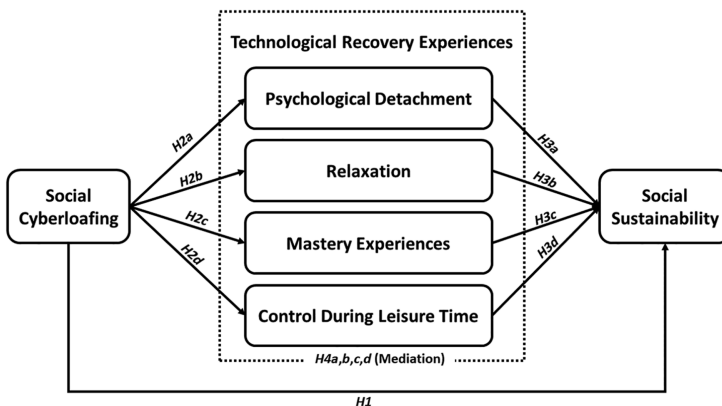 Technological Recovery Experiences
Psychological Detachment
Relaxation
Mastery Experiences
Control During Leisure Time
Social
Cyberloafing
Social
Sustainability
H2a
H2b
H2c
H2d
H3a
H3b
H3c
H3d
H4a,b,c,d (Mediation)
H1